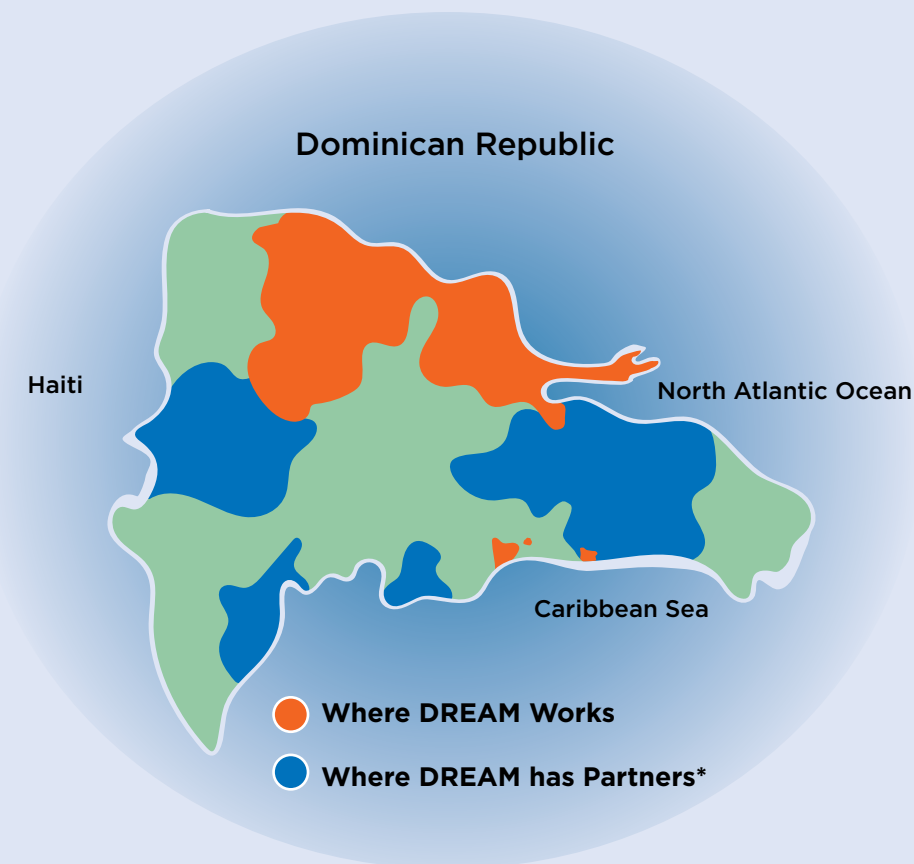 Dominican Republic
Haiti
North Atlantic Ocean
Caribbean Sea
Where DREAM Works
Where DREAM has Partners*